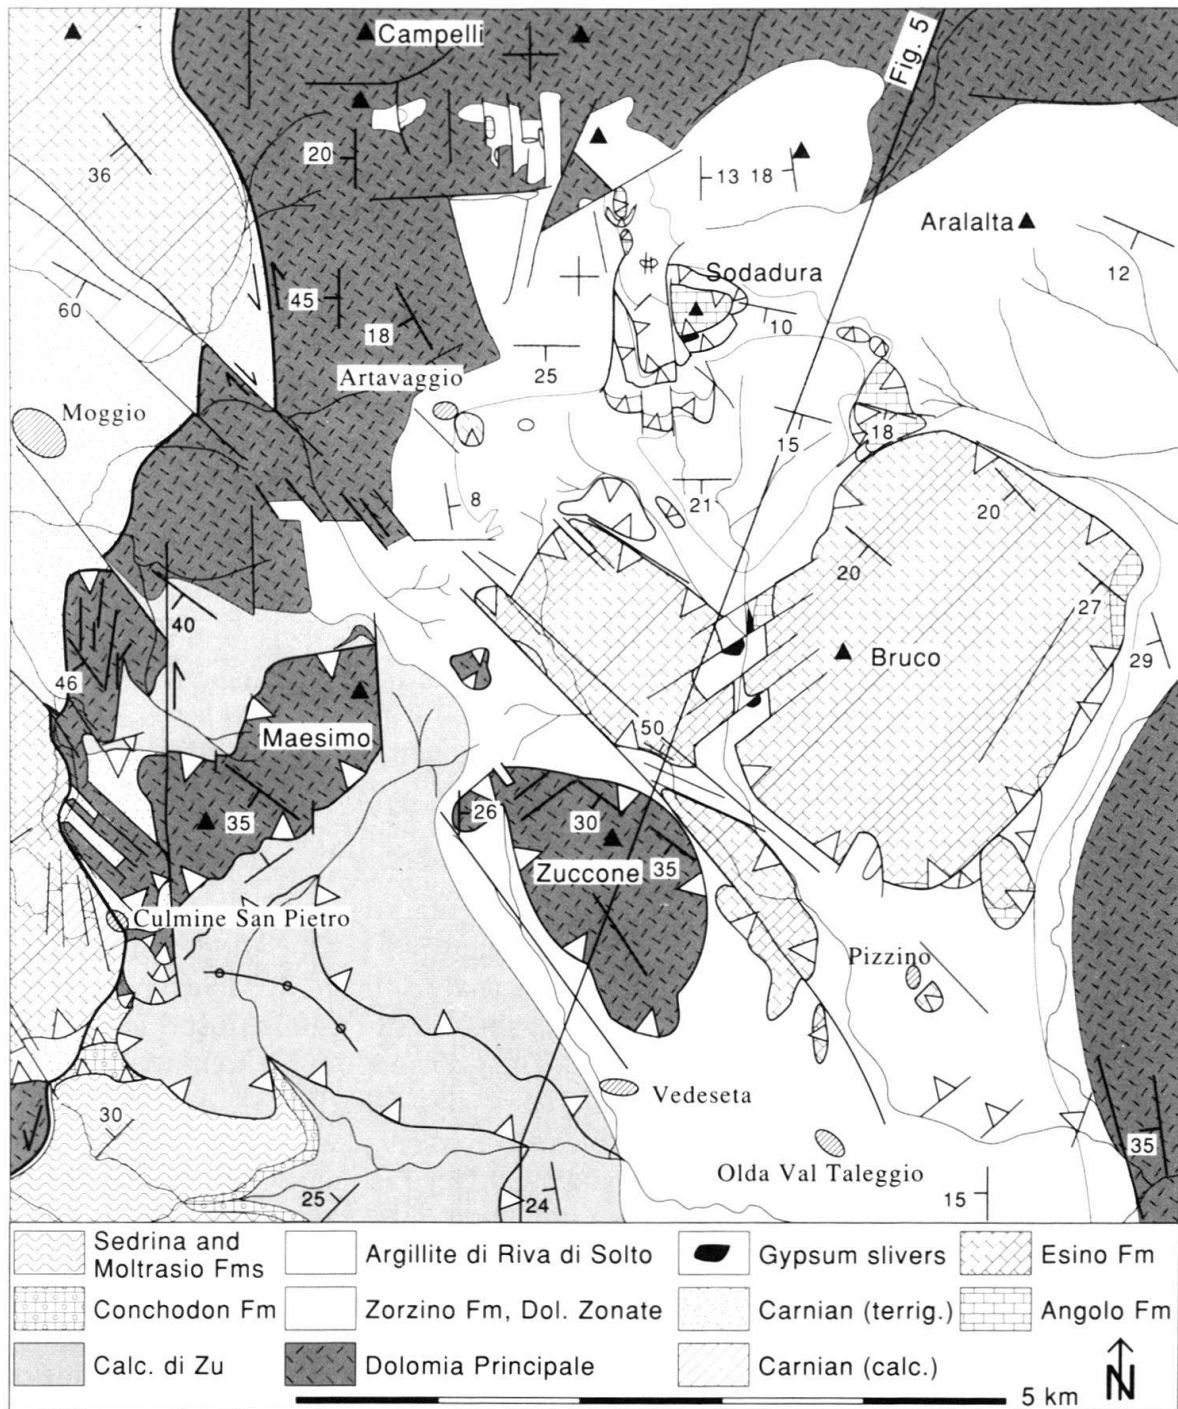 Campelli
Fig. 5
36
20
13 18
Aralalta
12
Sodadura
60
45
18
10
Artavaggio
25
Moggio
15
18
8
21
20
20
40
27
29
Bruco
46
50
Maesimo
26
30
35
Zuccone 35
Culmine San Pietro
Pizzino
Vedeseta
30
Olda Val Taleggio
35
25
24
15
Sedrina and
Moltrasio Fms
Argillite di Riva di Solto
Gypsum slivers
Esino Fm
Conchodon Fm
Zorzino Fm, Dol. Zonate
Carnian (terrig.)
Angolo Fm
Calc. di Zu
Dolomia Principale
Carnian (calc.)
N
5 km